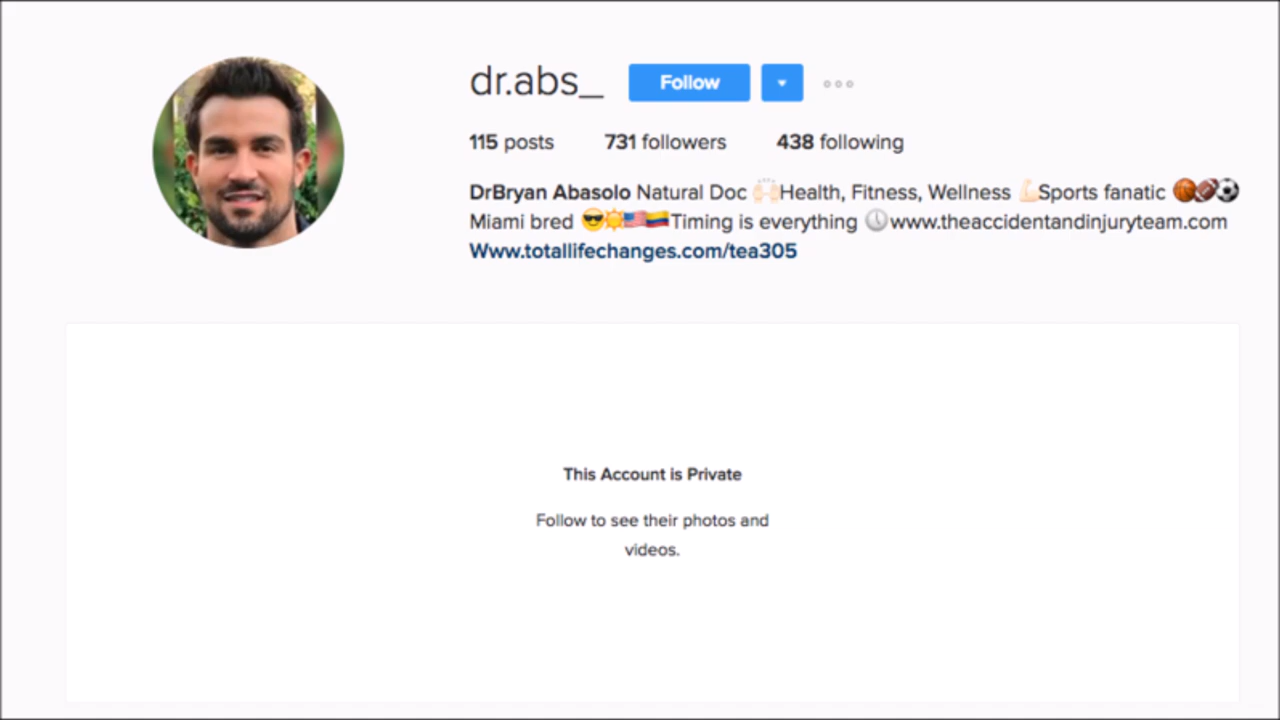 dr.abs_ Follow
115 posts 731 followers 438 following
DrBryan Abasolo Natural Doc 🙌🏻Health, Fitness, Wellness 💪🏻Sports fanatic 🏀🏈⚽
Miami bred 😎☀️🇺🇸🇨🇴Timing is everything 🕔www.theaccidentandinjuryteam.com
Www.totallifechanges.com/tea305
This Account is Private
Follow to see their photos and
videos.